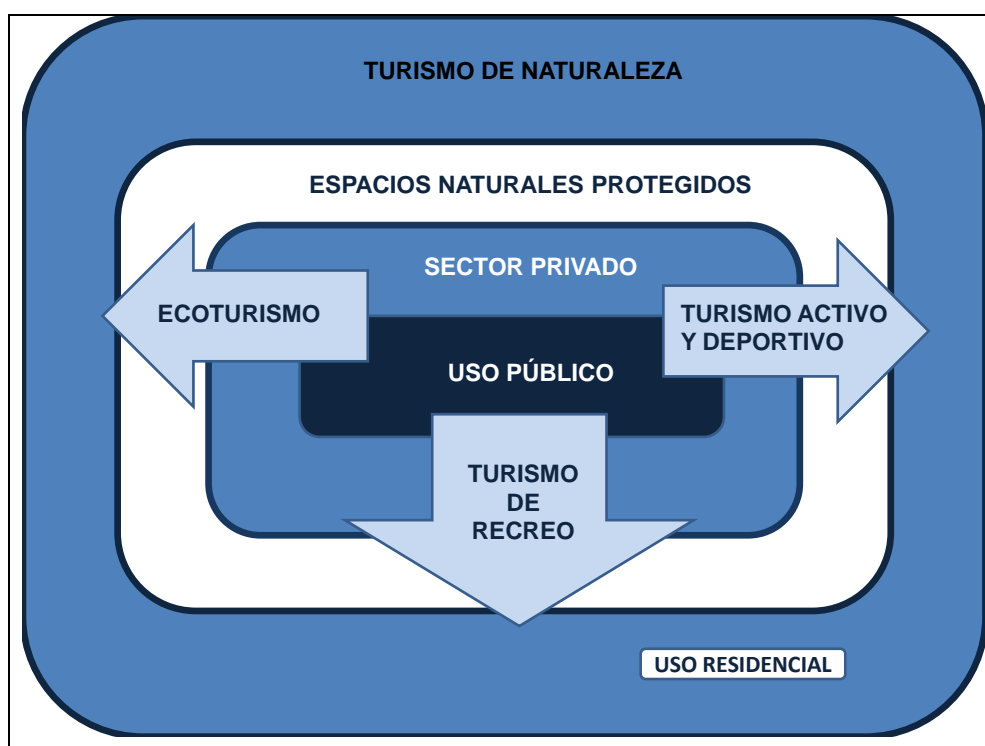 TURISMO DE NATURALEZA
ESPACIOS NATURALES PROTEGIDOS
SECTOR PRIVADO
ECOTURISMO
TURISMO ACTIVO
Y DEPORTIVO
USO PÚBLICO
TURISMO
DE
RECREO
USO RESIDENCIAL